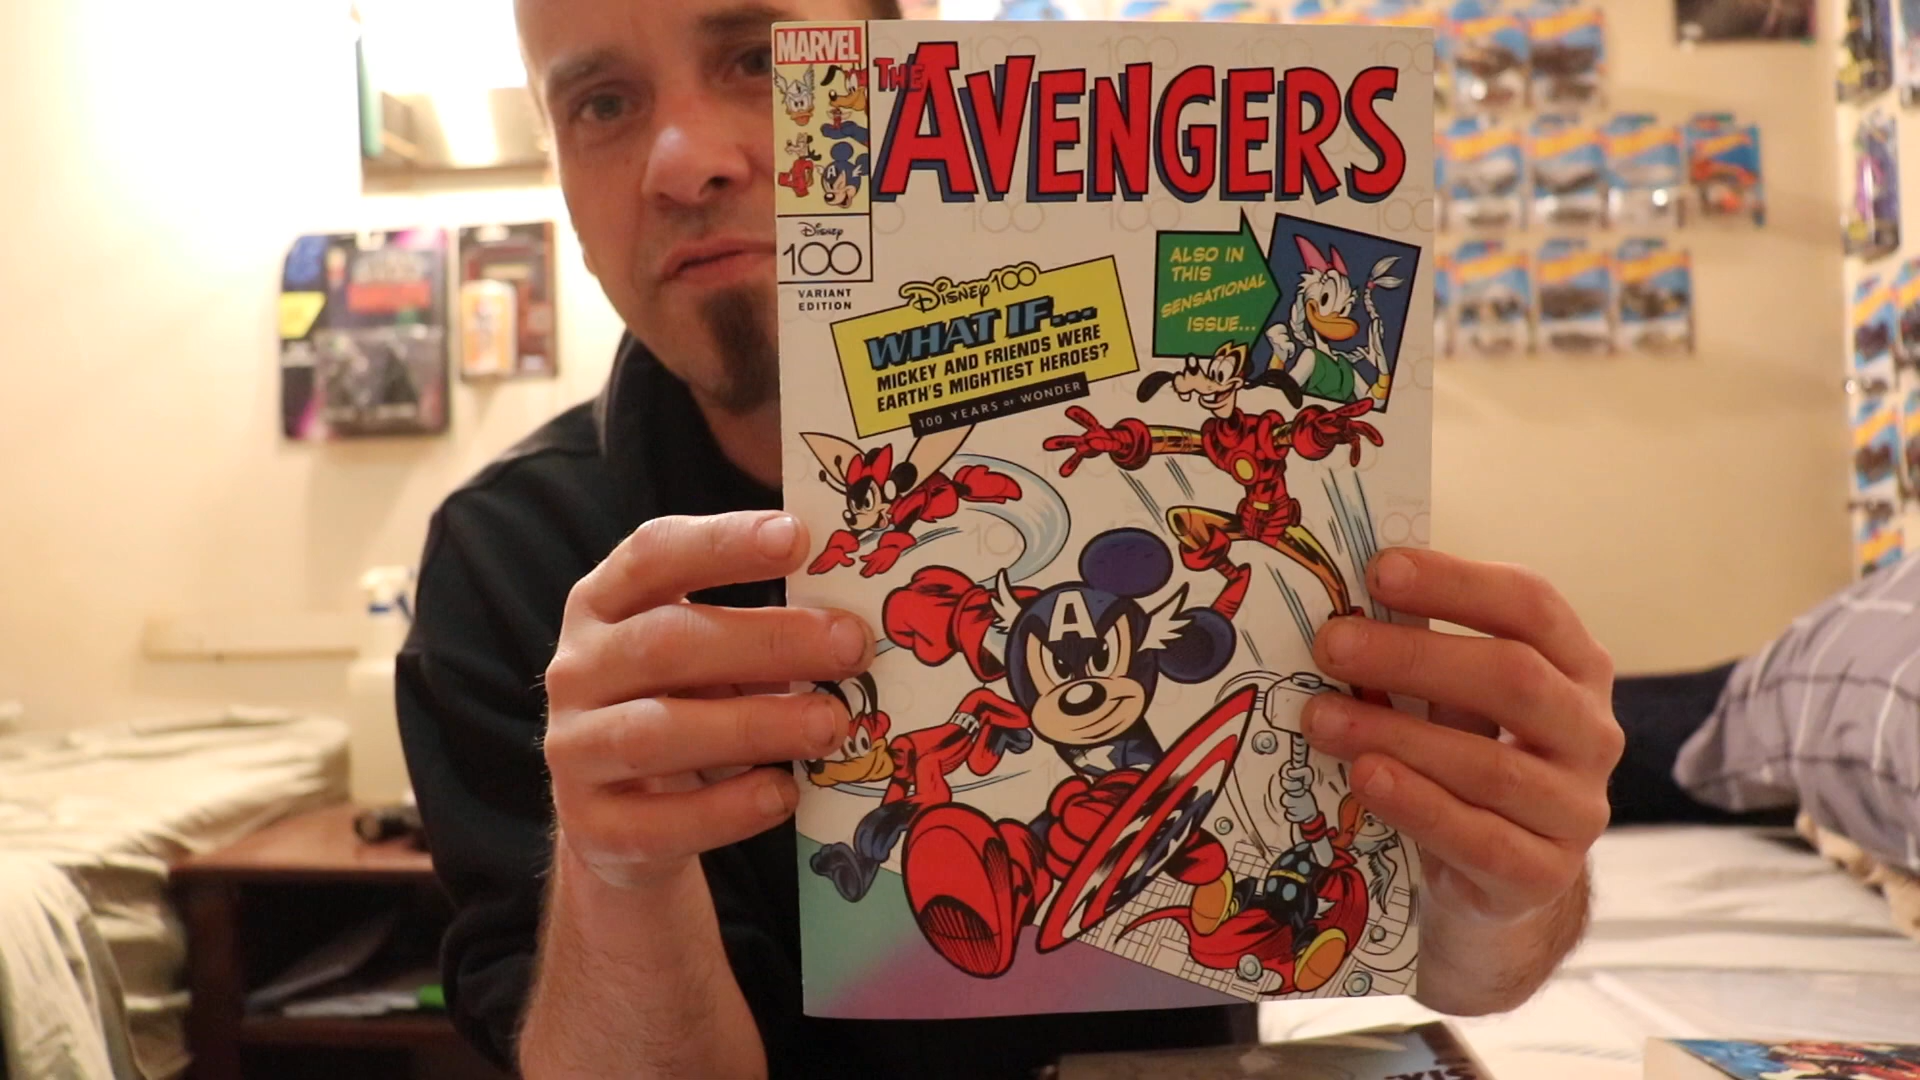 MARVEL
THE AVENGERS
Disney
100
VARIANT
EDITION
Disney100
WHAT IF...
MICKEY AND FRIENDS WERE
EARTH'S MIGHTIEST HEROES?
100 YEARS OF WONDER
ALSO IN
THIS
SENSATIONAL
ISSUE...
A
A